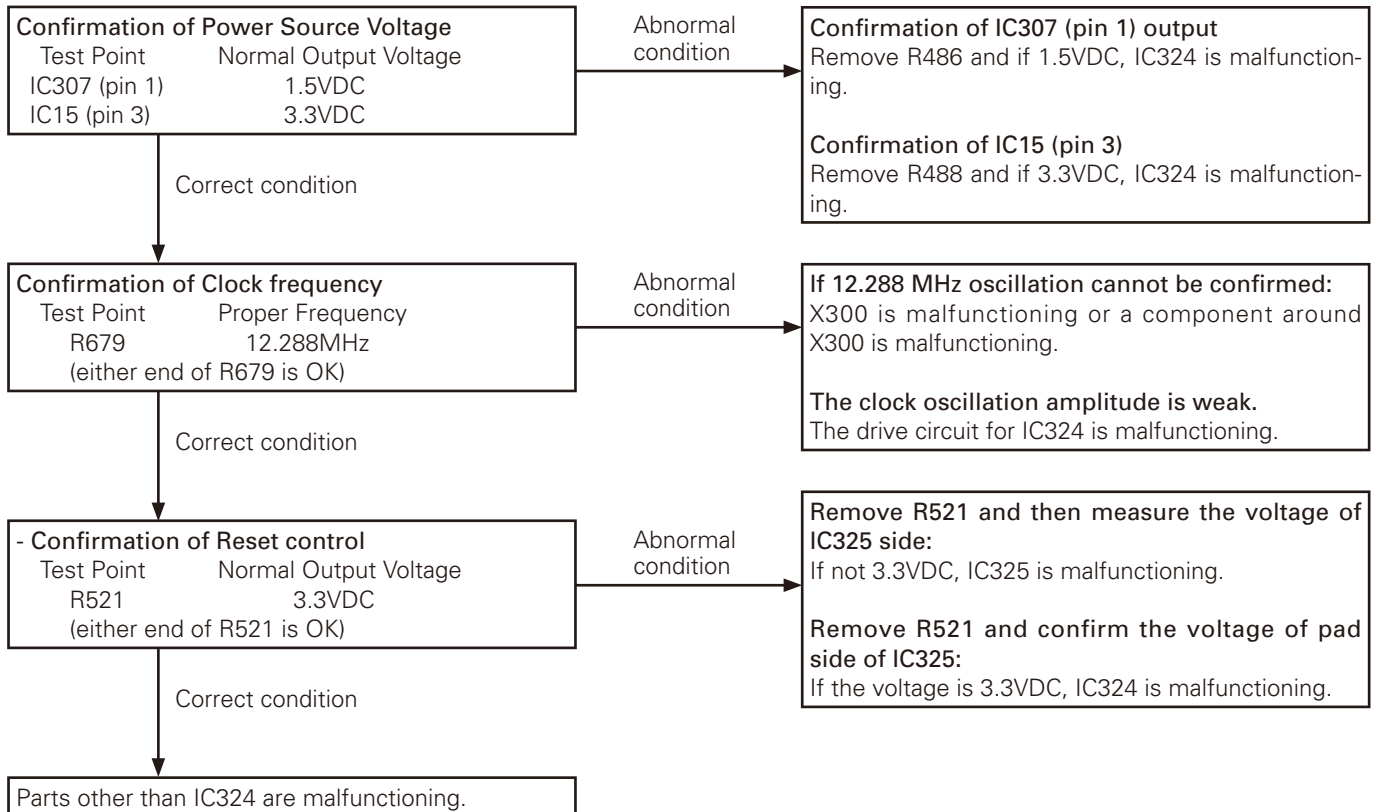 Confirmation of Power Source Voltage
Test Point Normal Output Voltage
IC307 (pin 1) 1.5VDC
IC15 (pin 3) 3.3VDC
Abnormal
condition
Confirmation of IC307 (pin 1) output
Remove R486 and if 1.5VDC, IC324 is malfunction-
ing.
Confirmation of IC15 (pin 3)
Remove R488 and if 3.3VDC, IC324 is malfunction-
ing.
Correct condition
Confirmation of Clock frequency
Test Point Proper Frequency
R679 12.288MHz
(either end of R679 is OK)
Abnormal
condition
If 12.288 MHz oscillation cannot be confirmed:
X300 is malfunctioning or a component around
X300 is malfunctioning.
The clock oscillation amplitude is weak.
The drive circuit for IC324 is malfunctioning.
Correct condition
- Confirmation of Reset control
Test Point Normal Output Voltage
R521 3.3VDC
(either end of R521 is OK)
Abnormal
condition
Remove R521 and then measure the voltage of
IC325 side:
If not 3.3VDC, IC325 is malfunctioning.
Remove R521 and confirm the voltage of pad
side of IC325:
If the voltage is 3.3VDC, IC324 is malfunctioning.
Correct condition
Parts other than IC324 are malfunctioning.